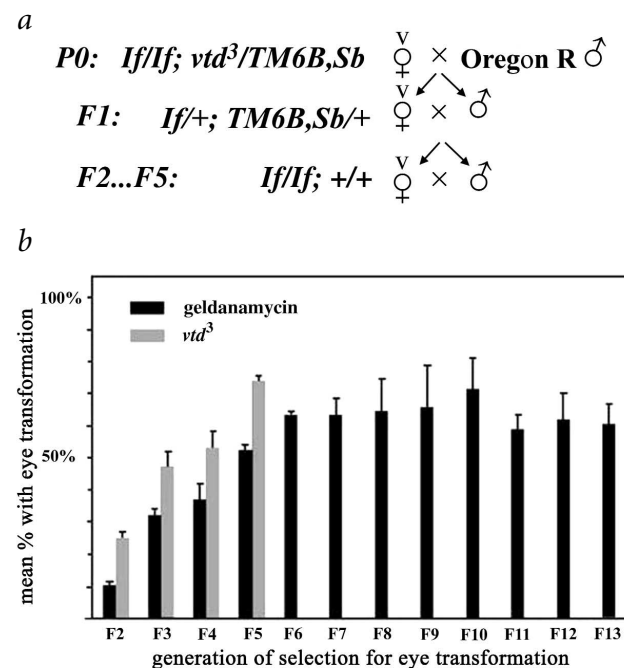 a
P0: If/If; vtd³/TM6B,Sb V ♀ × Oregon R ♂
F1: If/+; TM6B,Sb/+ V ♀ × ♂
F2...F5: If/If; +/+ V ♀ × ♂
b
mean % with eye transformation
100%
50%
geldanamycin
vtd³
F2 F3 F4 F5 F6 F7 F8 F9 F10 F11 F12 F13
generation of selection for eye transformation